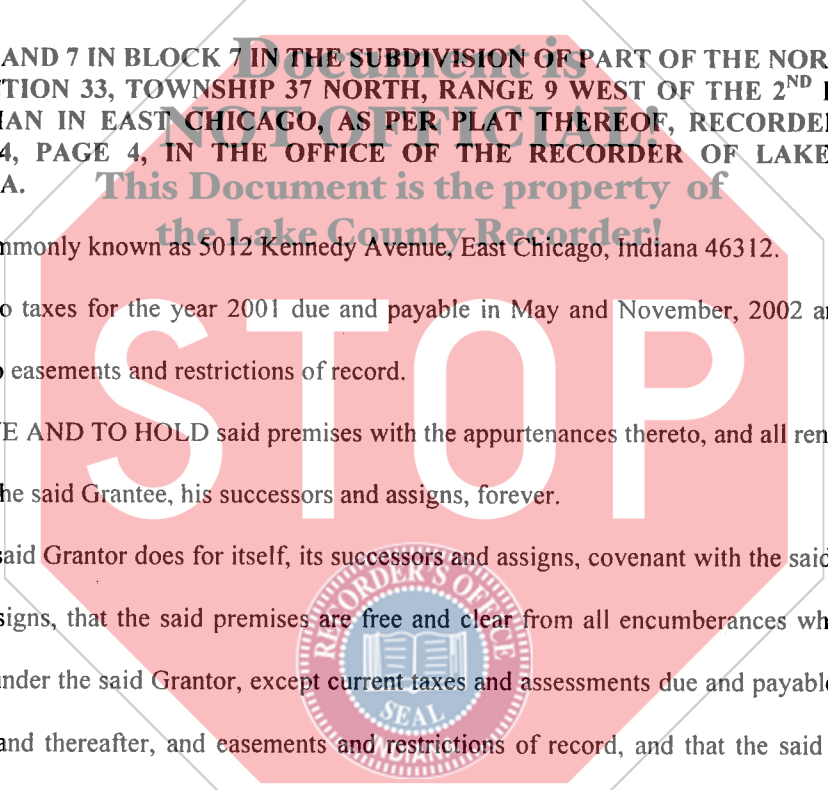 AND 7 IN BLOCK 7 IN THE SUBDIVISION OF PART OF THE NOR
TION 33, TOWNSHIP 37 NORTH, RANGE 9 WEST OF THE 2ND
IAN IN EAST CHICAGO, AS PER PLAT THEREOF, RECORDE
4, PAGE 4, IN THE OFFICE OF THE RECORDER OF LAKE
A.
mmonly known as 5012 Kennedy Avenue, East Chicago, Indiana 46312.
o taxes for the year 2001 due and payable in May and November, 2002 a
easements and restrictions of record.
E AND TO HOLD said premises with the appurtenances thereto, and all ren
he said Grantee, his successors and assigns, forever.
said Grantor does for itself, its successors and assigns, covenant with the said
signs, that the said premises are free and clear from all encumberances wh
nder the said Grantor, except current taxes and assessments due and payabl
and thereafter, and easements and restrictions of record, and that the said
Document is
NOT OFFICIAL!
This Document is the property of
the Lake County Recorder!
STOP
RECORDER'S OFFICE
SEAL
INDIANA